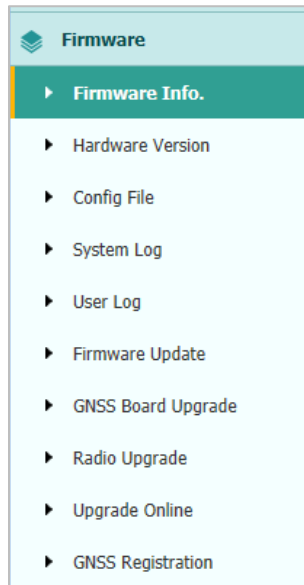 Firmware
Firmware Info.
Hardware Version
Config File
System Log
User Log
Firmware Update
GNSS Board Upgrade
Radio Upgrade
Upgrade Online
GNSS Registration